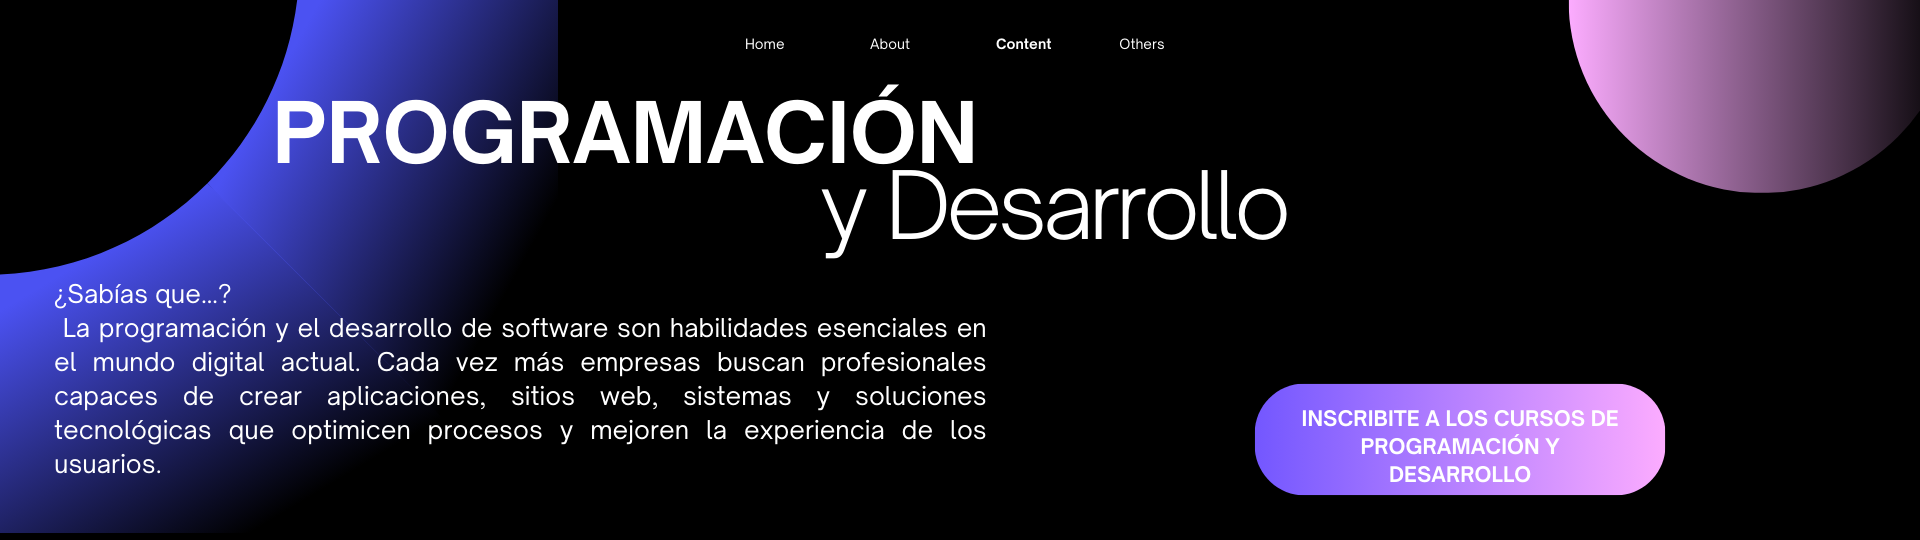 Home About Content Others
PROGRAMACIÓN
y Desarrollo
¿Sabías que...?
La programación y el desarrollo de software son habilidades esenciales en
el mundo digital actual. Cada vez más empresas buscan profesionales
capaces de crear aplicaciones, sitios web, sistemas y soluciones
tecnológicas que optimicen procesos y mejoren la experiencia de los
usuarios.
INSCRIBITE A LOS CURSOS DE
PROGRAMACIÓN Y
DESARROLLO